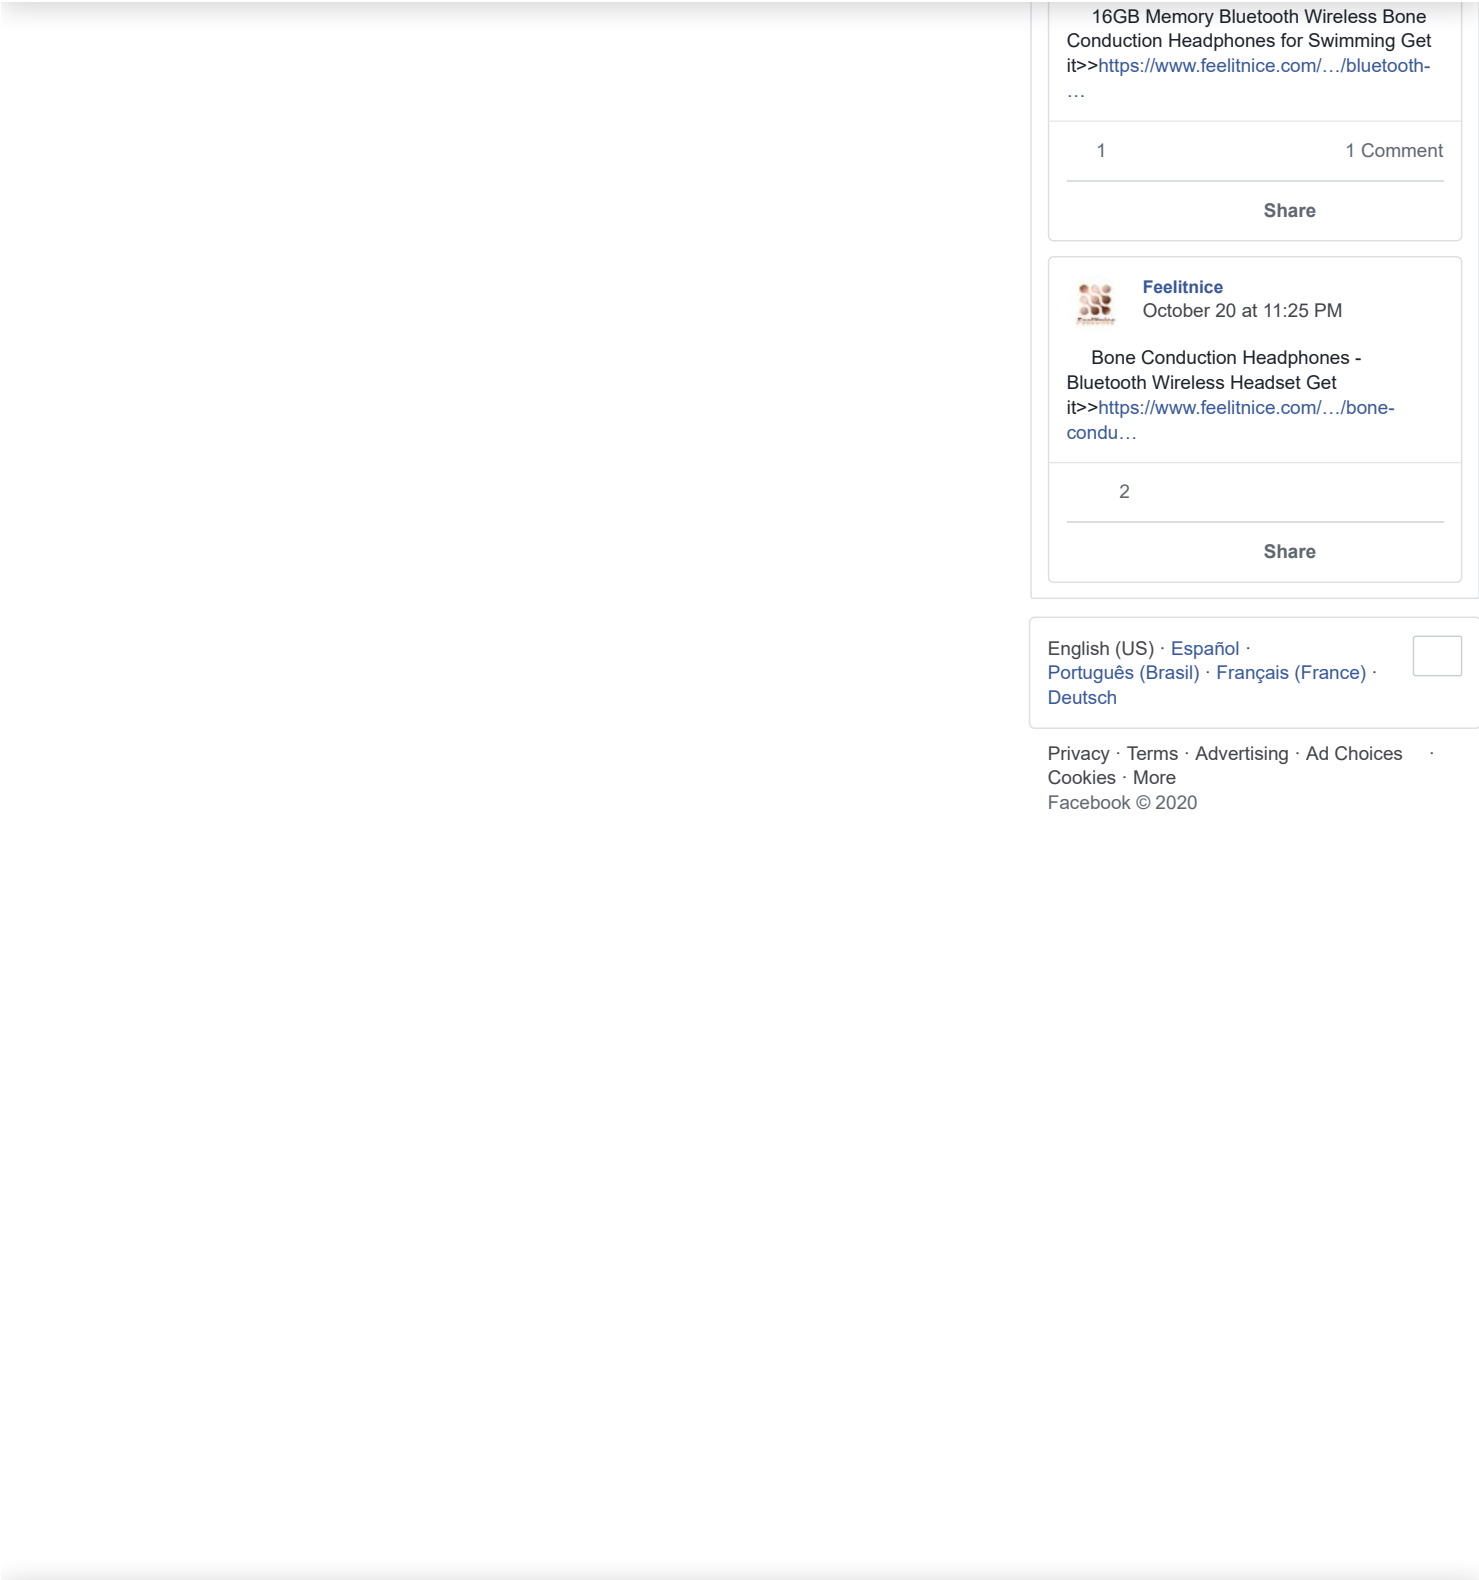 16GB Memory Bluetooth Wireless Bone
Conduction Headphones for Swimming Get
it>>https://www.feelitnice.com/…/bluetooth-
…
1 1 Comment
Share
Feelitnice
October 20 at 11:25 PM
Bone Conduction Headphones -
Bluetooth Wireless Headset Get
it>>https://www.feelitnice.com/…/bone-
condu…
2
Share
English (US) · Español ·
Português (Brasil) · Français (France) ·
Deutsch
Privacy · Terms · Advertising · Ad Choices ·
Cookies · More
Facebook © 2020